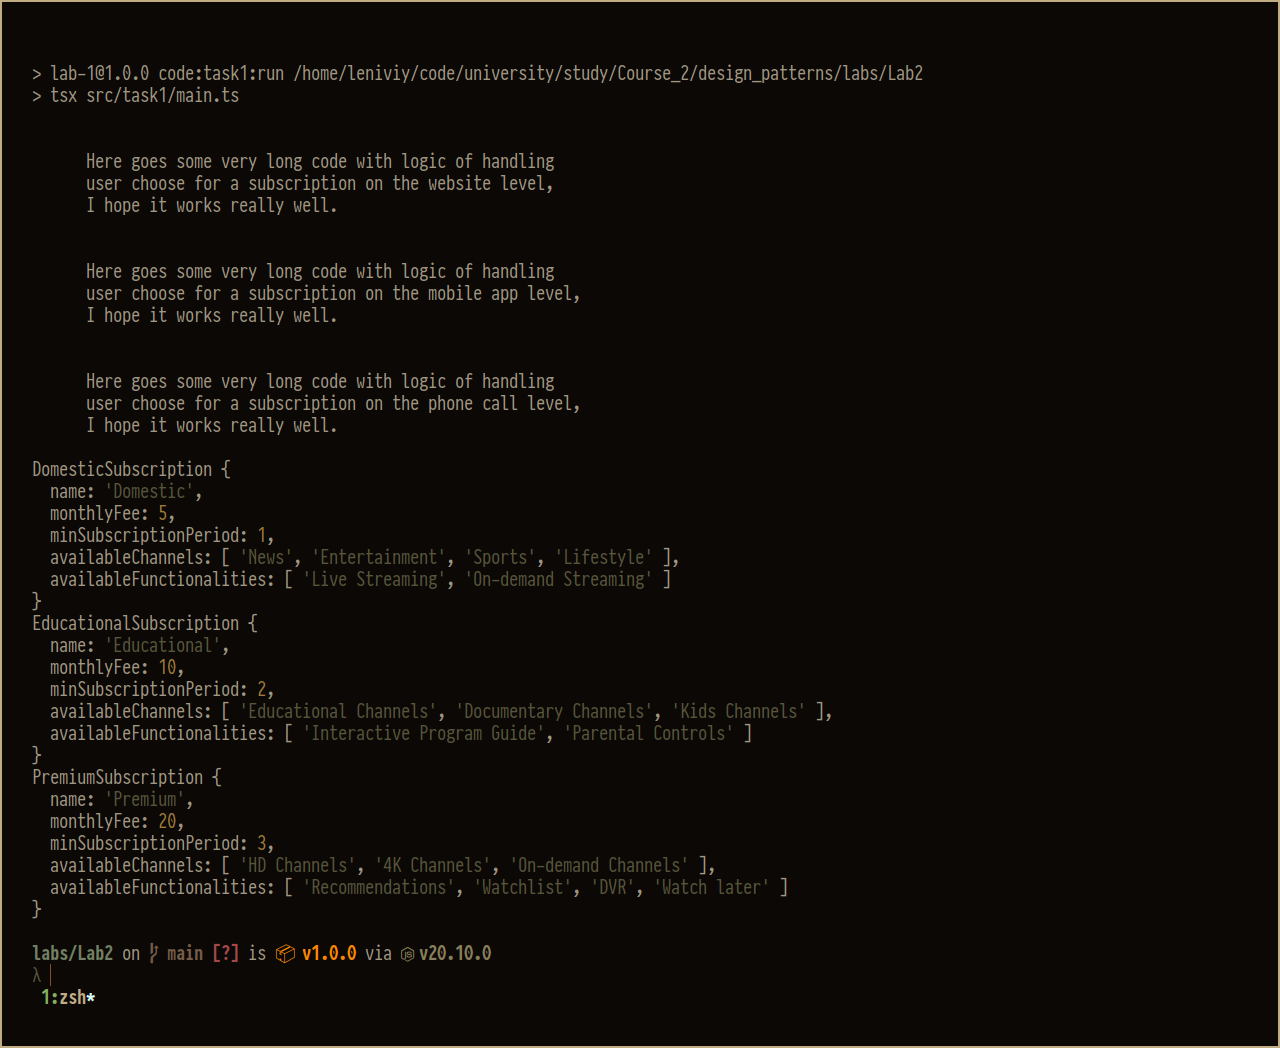 > lab-1@1.0.0 code:task1:run /home/leniviy/code/university/study/Course_2/design_patterns/labs/Lab2
> tsx src/task1/main.ts
Here goes some very long code with logic of handling
user choose for a subscription on the website level,
I hope it works really well.
Here goes some very long code with logic of handling
user choose for a subscription on the mobile app level,
I hope it works really well.
Here goes some very long code with logic of handling
user choose for a subscription on the phone call level,
I hope it works really well.
DomesticSubscription {
  name: 'Domestic',
  monthlyFee: 5,
  minSubscriptionPeriod: 1,
  availableChannels: [ 'News', 'Entertainment', 'Sports', 'Lifestyle' ],
  availableFunctionalities: [ 'Live Streaming', 'On-demand Streaming' ]
}
EducationalSubscription {
  name: 'Educational',
  monthlyFee: 10,
  minSubscriptionPeriod: 2,
  availableChannels: [ 'Educational Channels', 'Documentary Channels', 'Kids Channels' ],
  availableFunctionalities: [ 'Interactive Program Guide', 'Parental Controls' ]
}
PremiumSubscription {
  name: 'Premium',
  monthlyFee: 20,
  minSubscriptionPeriod: 3,
  availableChannels: [ 'HD Channels', '4K Channels', 'On-demand Channels' ],
  availableFunctionalities: [ 'Recommendations', 'Watchlist', 'DVR', 'Watch later' ]
}
labs/Lab2 on main [?] is 📦 v1.0.0 via v20.10.0
λ
1:zsh*